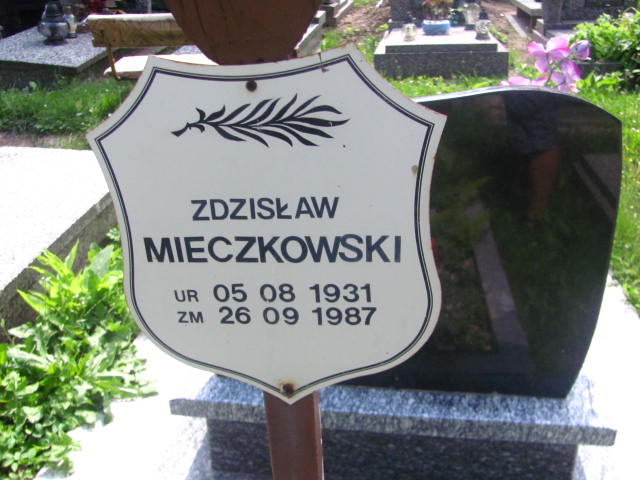 ZDZISŁAW
MIECZKOWSKI
UR 05 08 1931
ZM 26 09 1987